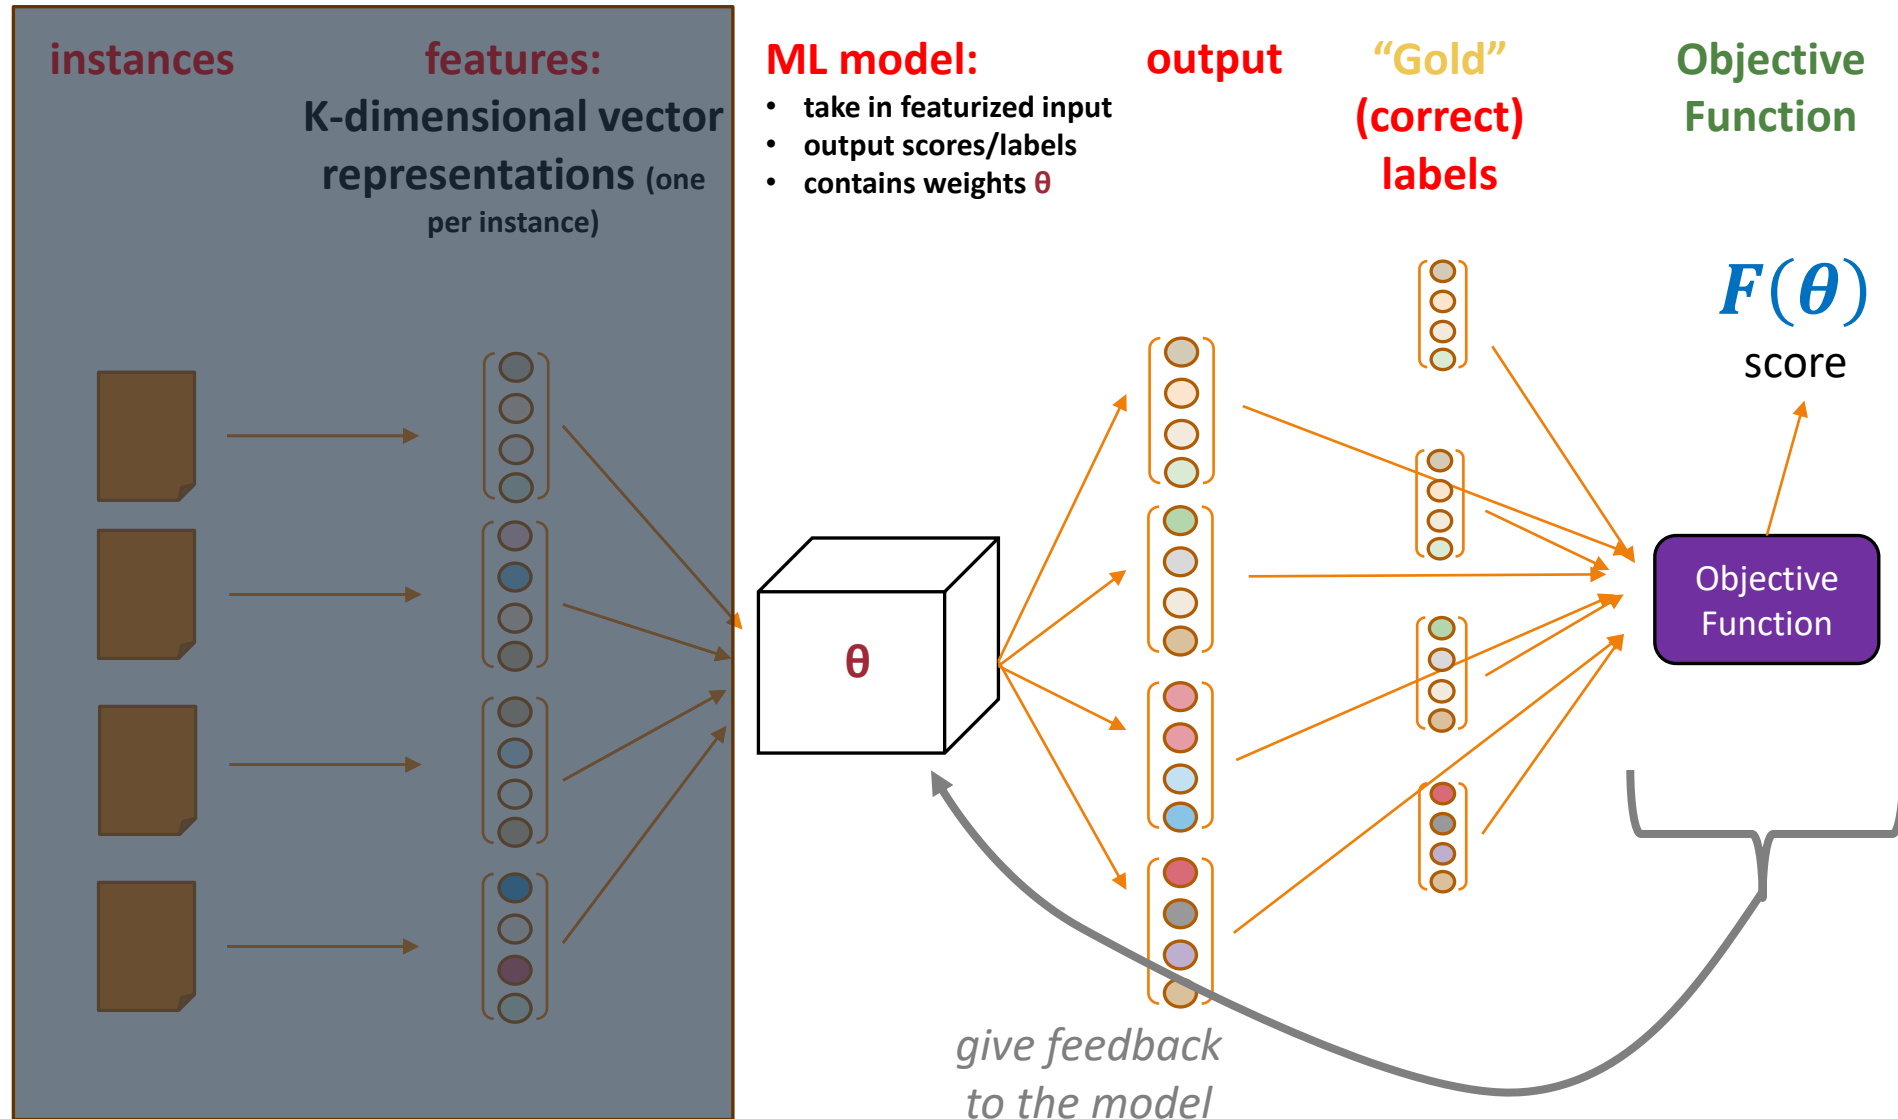 instances
features:
K-dimensional vector
representations (one
per instance)
ML model:
• take in featurized input
• output scores/labels
• contains weights θ
output
“Gold”
(correct)
labels
Objective
Function
F(θ)
score
θ
Objective
Function
give feedback
to the model